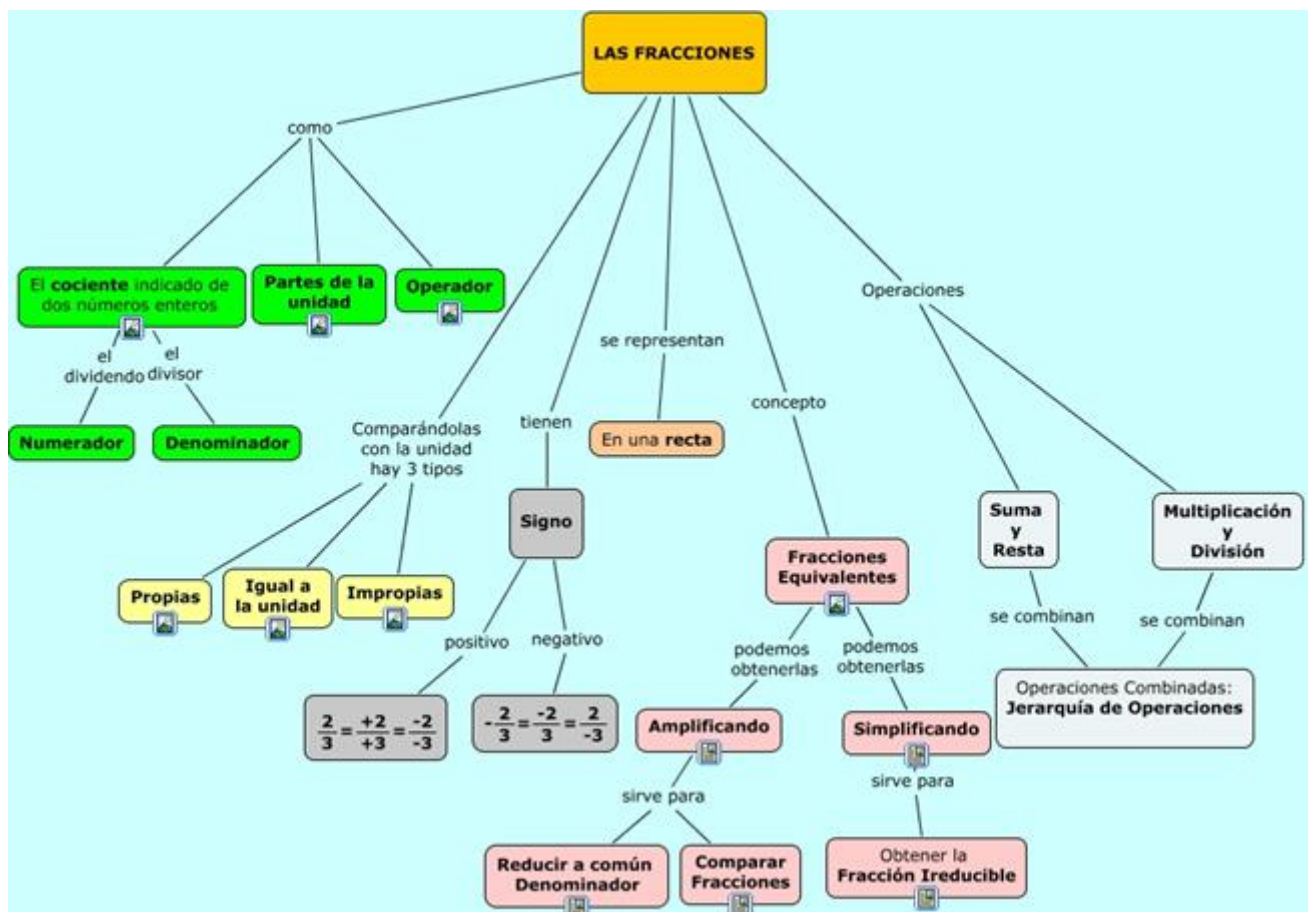 LAS FRACCIONES
como
El cociente indicado de
dos números enteros
Partes de la
unidad
Operador
el
dividendo
el
divisor
Numerador
Denominador
Comparándolas
con la unidad
hay 3 tipos
Propias
Igual a
la unidad
Impropias
tienen
Signo
positivo
negativo
2/3 = +2/+3 = -2/-3
-2/3 = -2/3 = 2/-3
se representan
En una recta
concepto
Fracciones
Equivalentes
podemos
obtenerlas
podemos
obtenerlas
Amplificando
Simplificando
sirve para
sirve para
Reducir a común
Denominador
Comparar
Fracciones
Obtener la
Fracción Ireducible
Operaciones
Suma
y
Resta
Multiplicación
y
División
se combinan
se combinan
Operaciones Combinadas:
Jerarquía de Operaciones